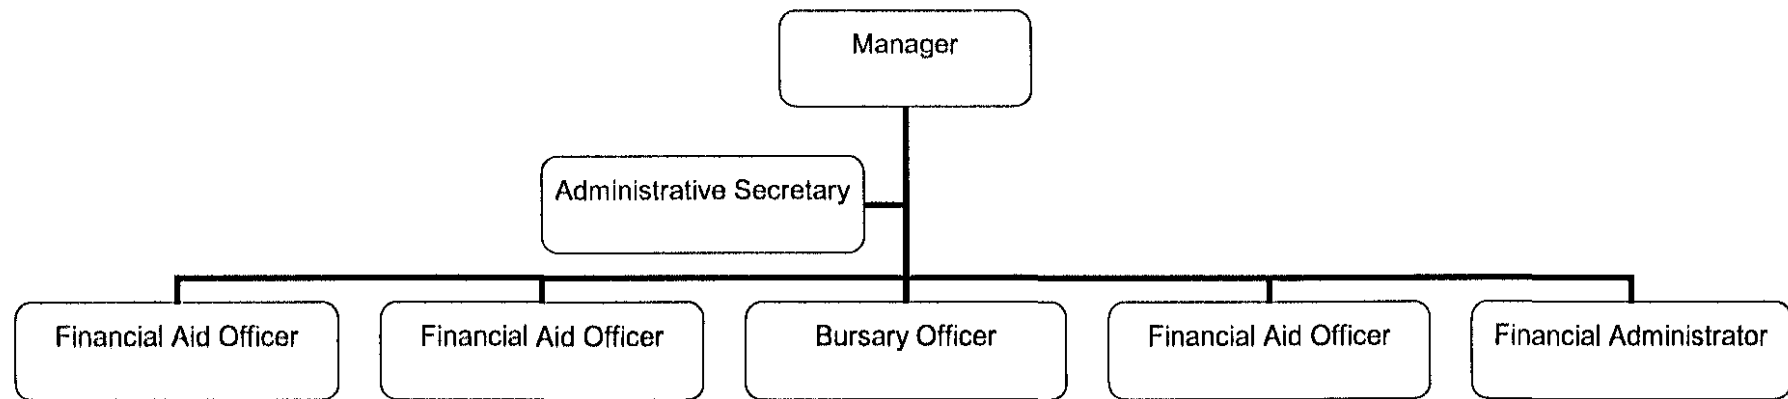 Manager
Administrative Secretary
Financial Aid Officer
Financial Aid Officer
Bursary Officer
Financial Aid Officer
Financial Administrator